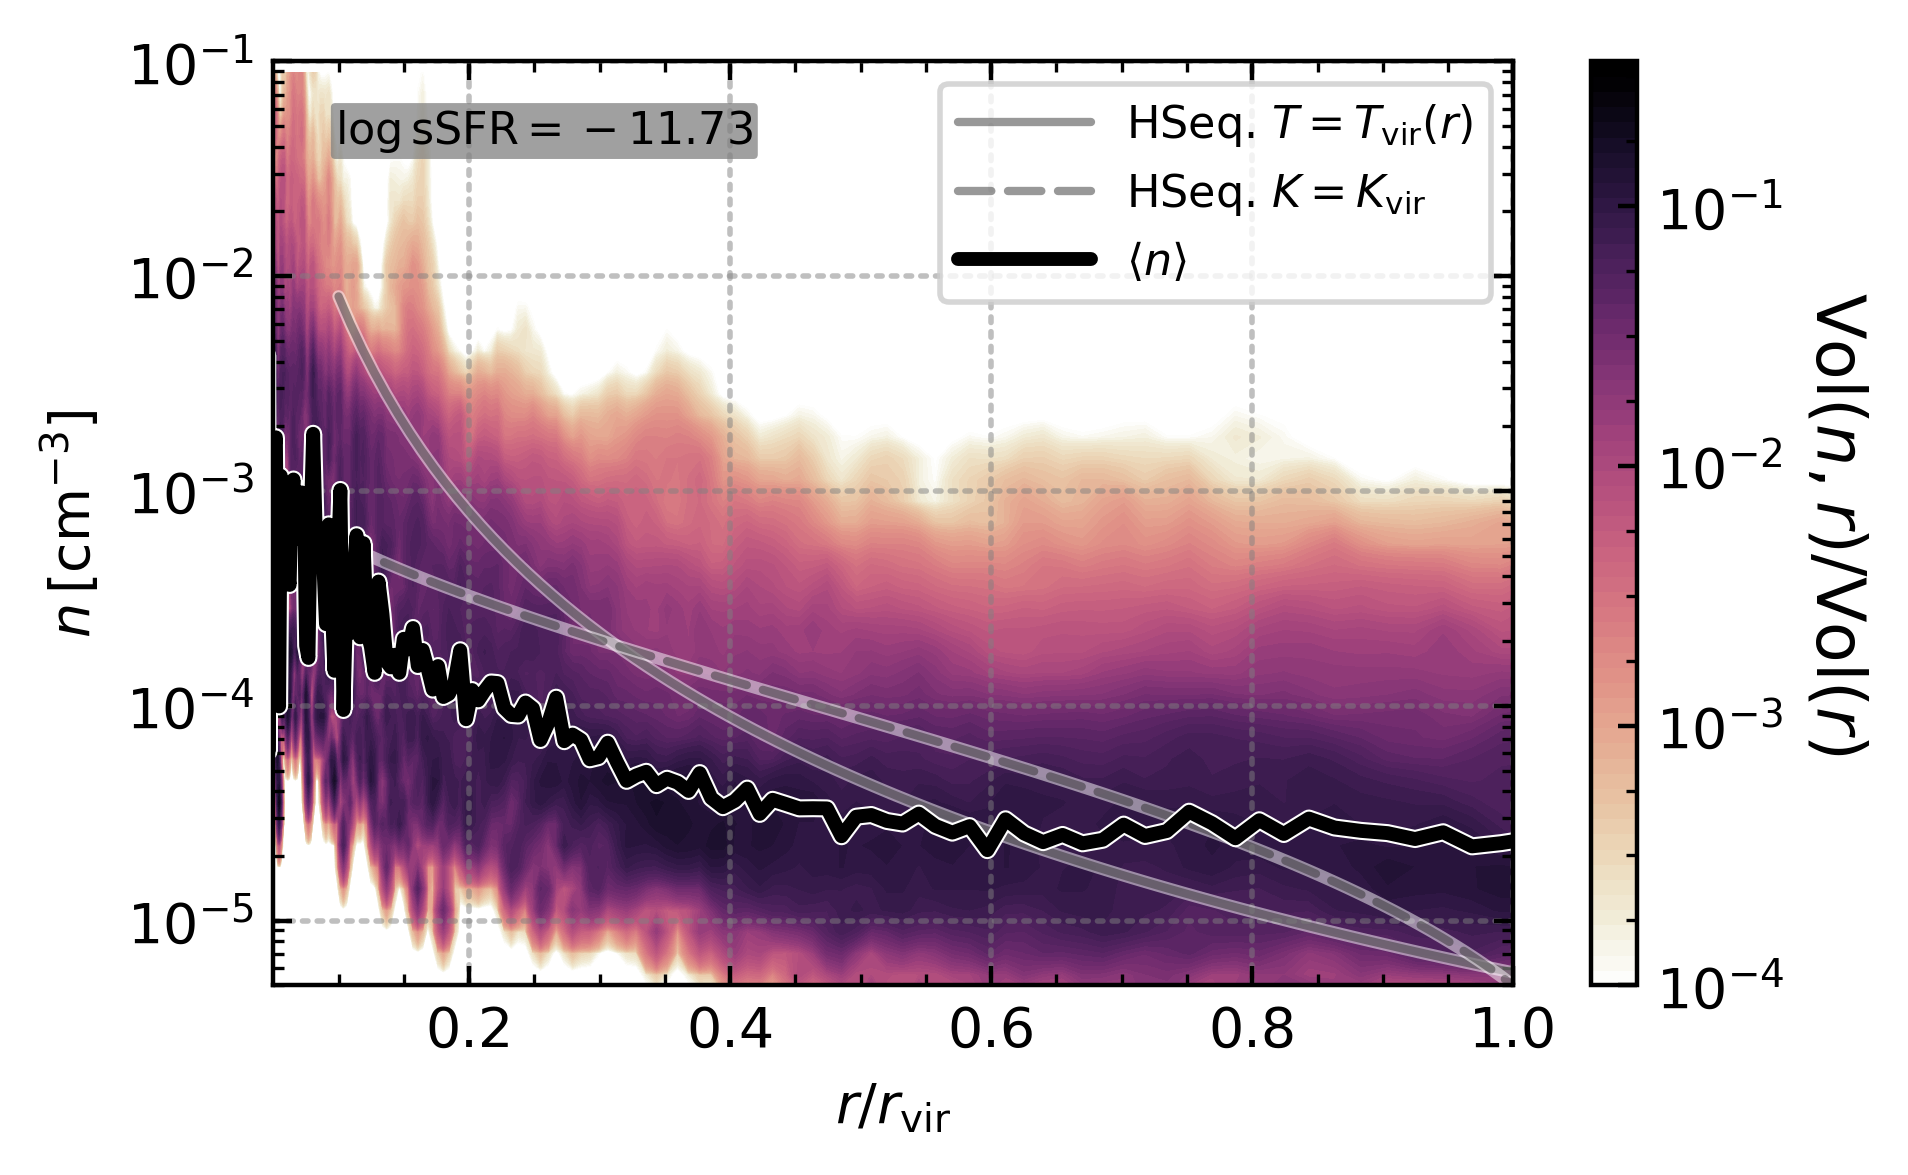 10⁻¹
10⁻²
10⁻³
10⁻⁴
10⁻⁵
n [cm⁻³]
log sSFR = −11.73
HSeq. T = T_vir(r)
HSeq. K = K_vir
⟨n⟩
0.2 0.4 0.6 0.8 1.0
r/r_vir
10⁻¹
10⁻²
10⁻³
10⁻⁴
Vol(n, r)/Vol(r)